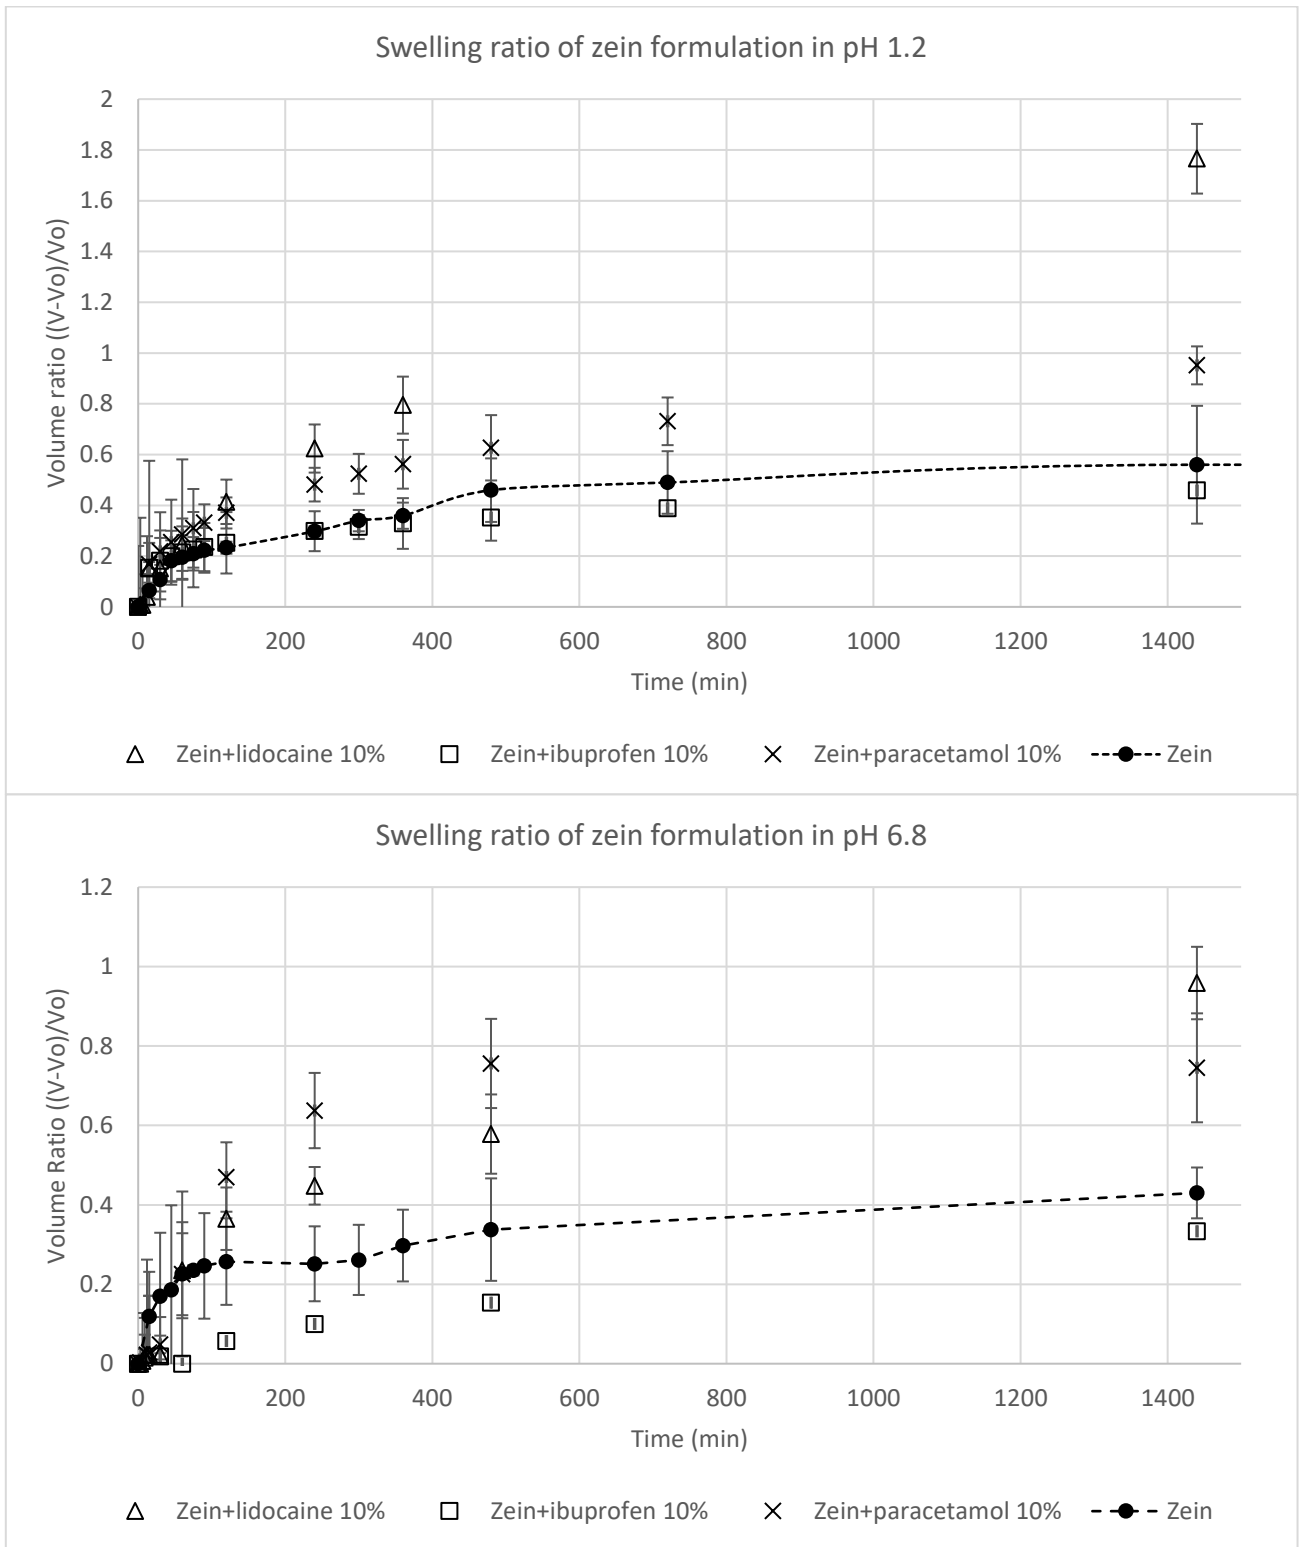 Swelling ratio of zein formulation in pH 1.2
Volume ratio ((V-Vo)/Vo)
2
1.8
1.6
1.4
1.2
1
0.8
0.6
0.4
0.2
0
0 200 400 600 800 1000 1200 1400
Time (min)
Zein+lidocaine 10% Zein+ibuprofen 10% Zein+paracetamol 10% Zein
Swelling ratio of zein formulation in pH 6.8
Volume Ratio ((V-Vo)/Vo)
1.2
1
0.8
0.6
0.4
0.2
0
0 200 400 600 800 1000 1200 1400
Time (min)
Zein+lidocaine 10% Zein+ibuprofen 10% Zein+paracetamol 10% Zein